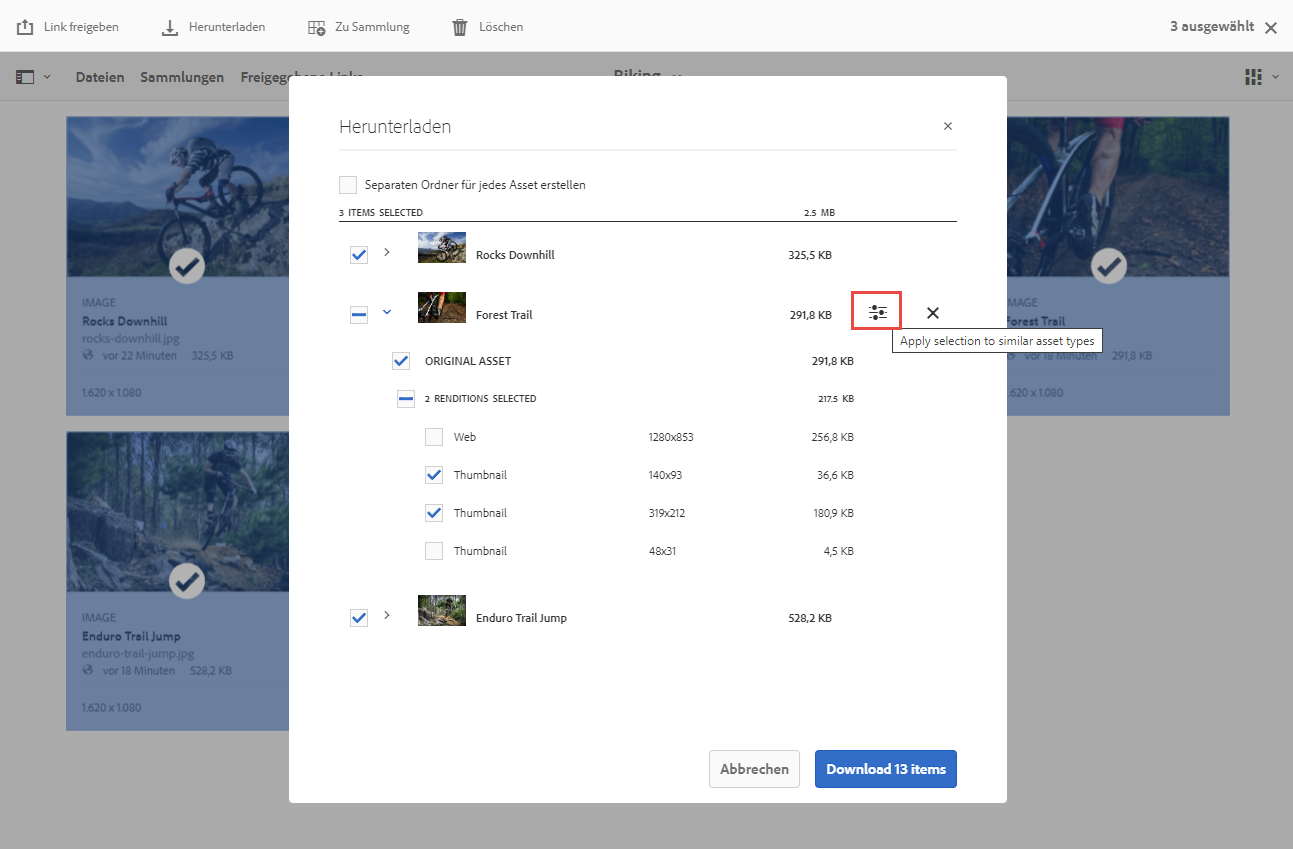 Link freigeben Herunterladen Zu Sammlung Löschen 3 ausgewählt
Dateien Sammlungen Freigegebene Links Biking
Herunterladen
Separaten Ordner für jedes Asset erstellen
3 ITEMS SELECTED 2.5 MB
Rocks Downhill 325,5 KB
Forest Trail 291,8 KB
Apply selection to similar asset types
ORIGINAL ASSET 291,8 KB
2 RENDITIONS SELECTED 217.5 KB
Web 1280x853 256,8 KB
Thumbnail 140x93 36,6 KB
Thumbnail 319x212 180,9 KB
Thumbnail 48x31 4,5 KB
Enduro Trail Jump 528,2 KB
Abbrechen Download 13 items
IMAGE
Rocks Downhill
rocks-downhill.jpg
vor 22 Minuten 325,5 KB
1.620 x 1.080
IMAGE
Forest Trail
vor 18 Minuten 291,8 KB
1.620 x 1.080
IMAGE
Enduro Trail Jump
enduro-trail-jump.jpg
vor 18 Minuten 528,2 KB
1.620 x 1.080